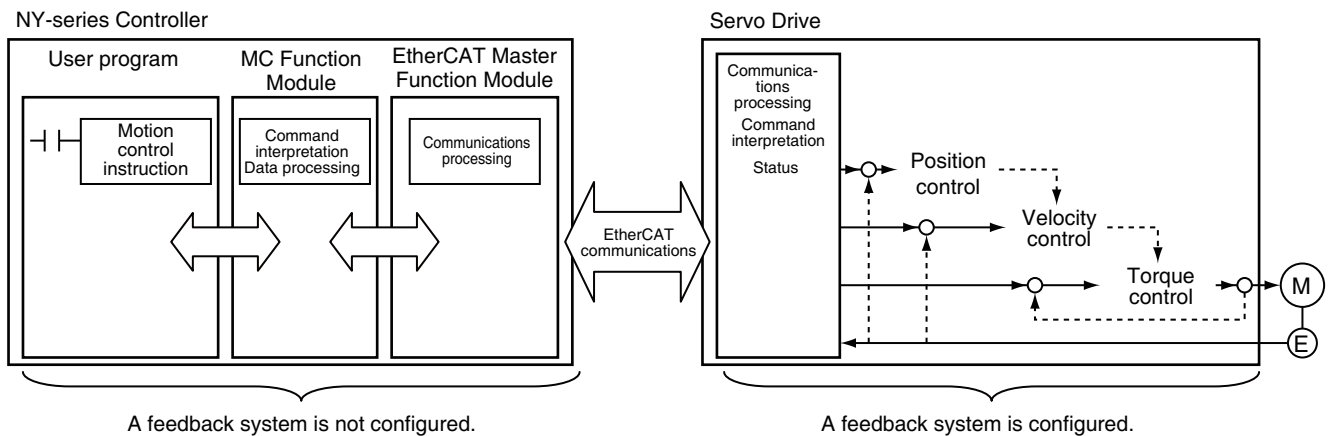 NY-series Controller
User program
MC Function
Module
EtherCAT Master
Function Module
Motion
control
instruction
Command
interpretation
Data processing
Communications
processing
EtherCAT
communications
A feedback system is not configured.
Servo Drive
Communica-
tions
processing
Command
interpretation
Status
Position
control
Velocity
control
Torque
control
M
E
A feedback system is configured.